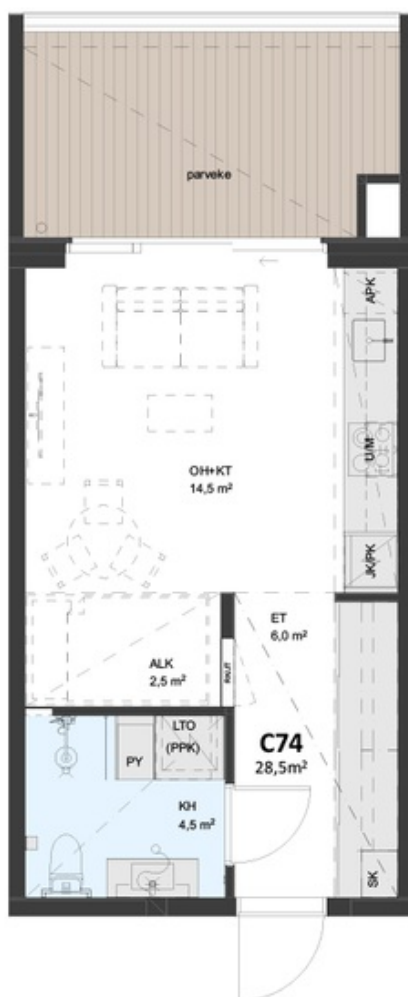 parveke
APK
OH+KT
14,5 m²
U/M
JK/PK
ET
6,0 m²
ALK
2,5 m²
C74
28,5m²
LTO
(PPK)
PY
KH
4,5 m²
SK